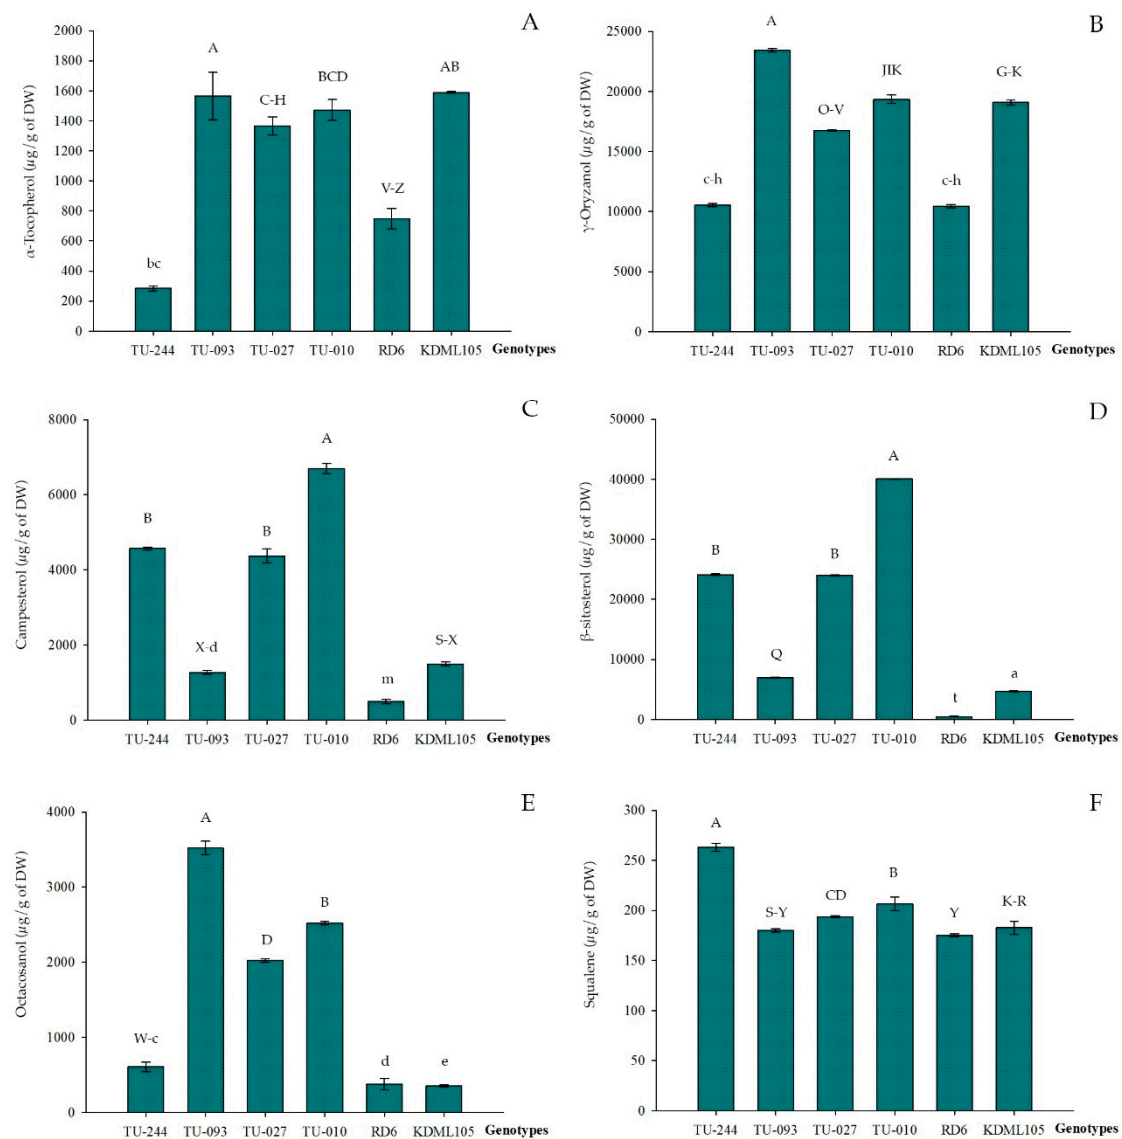 A
α-Tocopherol (µg/g of DW)
2000
1800
1600
1400
1200
1000
800
600
400
200
0
bc
A
C-H
BCD
V-Z
AB
TU-244 TU-093 TU-027 TU-010 RD6 KDML105 Genotypes
B
γ-Oryzanol (µg/g of DW)
25000
20000
15000
10000
5000
0
c-h
A
O-V
JIK
c-h
G-K
TU-244 TU-093 TU-027 TU-010 RD6 KDML105 Genotypes
C
Campesterol (µg/g of DW)
8000
6000
4000
2000
0
B
X-d
B
A
m
S-X
TU-244 TU-093 TU-027 TU-010 RD6 KDML105 Genotypes
D
β-sitosterol (µg/g of DW)
50000
40000
30000
20000
10000
0
B
Q
B
A
t
a
TU-244 TU-093 TU-027 TU-010 RD6 KDML105 Genotypes
E
Octacosanol (µg/g of DW)
4000
3000
2000
1000
0
W-c
A
D
B
d
e
TU-244 TU-093 TU-027 TU-010 RD6 KDML105 Genotypes
F
Squalene (µg/g of DW)
300
250
200
150
100
50
0
A
S-Y
CD
B
Y
K-R
TU-244 TU-093 TU-027 TU-010 RD6 KDML105 Genotypes